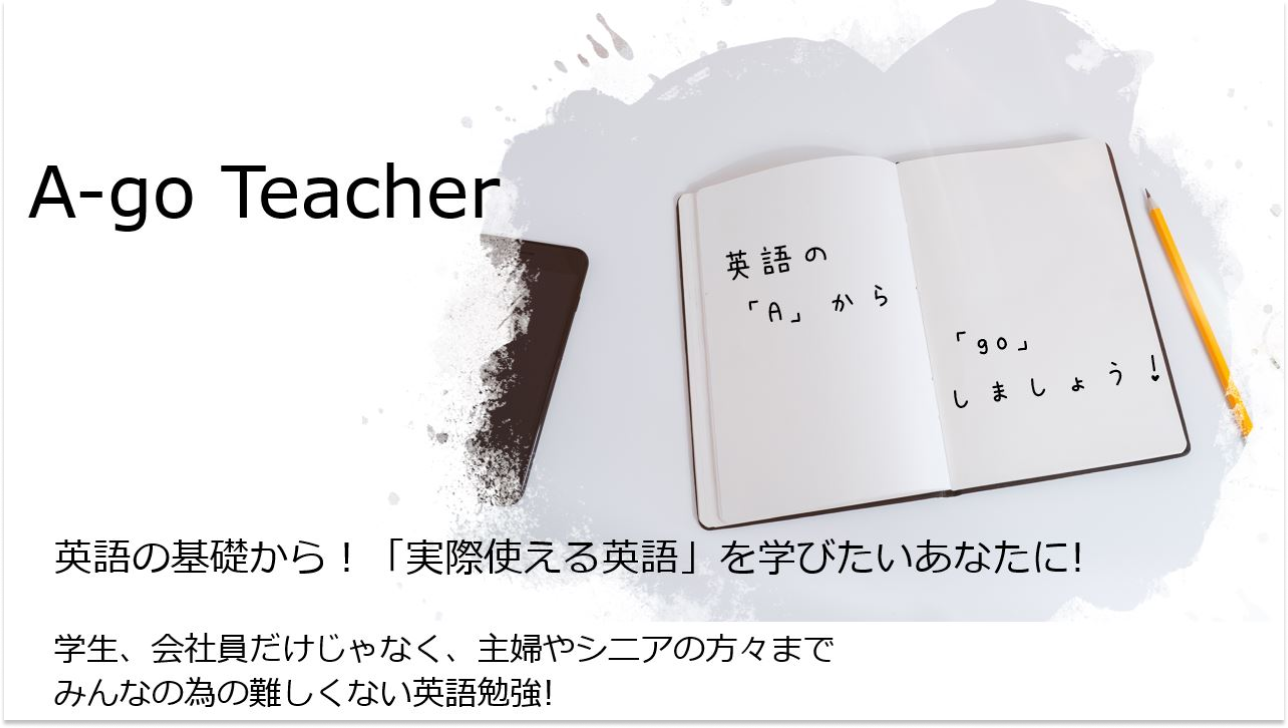 A-go Teacher
英語の
「A」から
「go」
しましょう!
英語の基礎から！「実際使える英語」を学びたいあなたに!
学生、会社員だけじゃなく、主婦やシニアの方々まで
みんなの為の難しくない英語勉強!